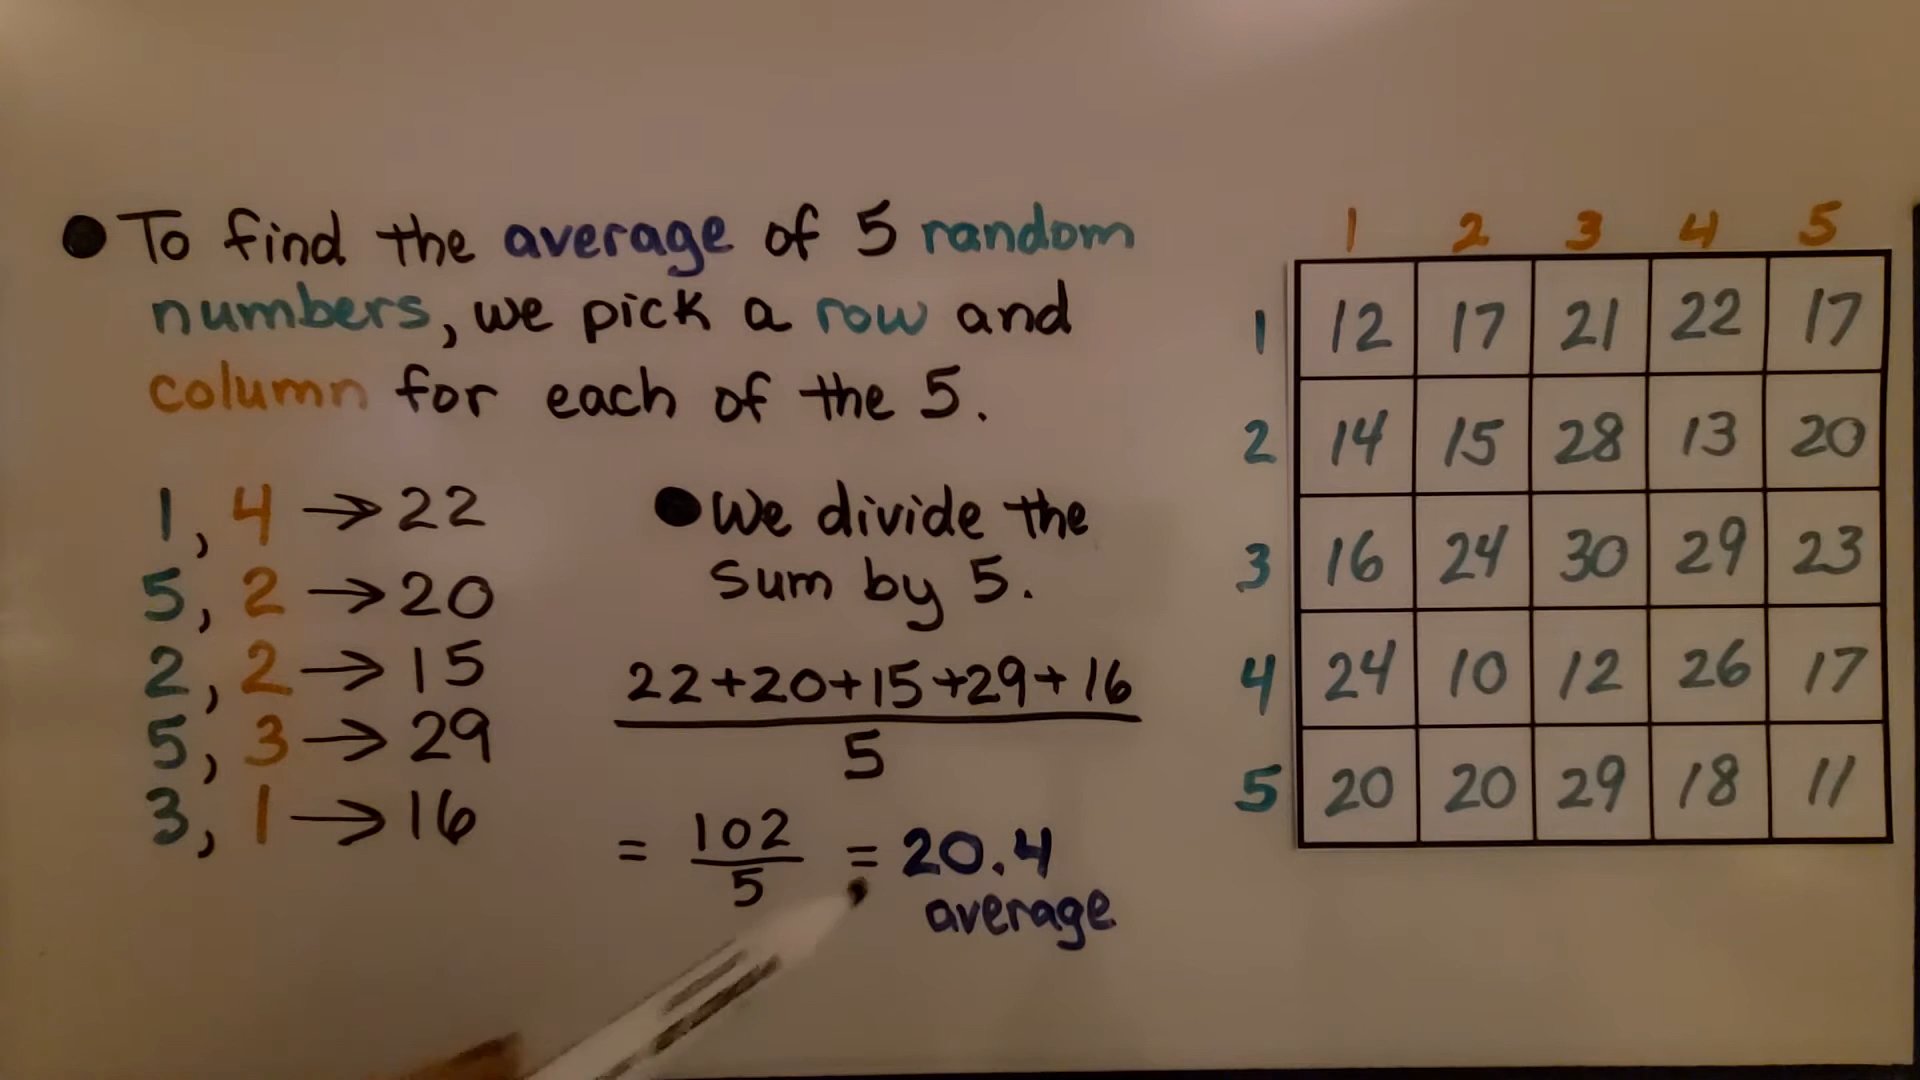 ● To find the average of 5 random
numbers, we pick a row and
column for each of the 5.
1, 4 → 22
5, 2 → 20
2, 2 → 15
5, 3 → 29
3, 1 → 16
● We divide the
sum by 5.
22+20+15+29+16
5
= 102/5 = 20.4
average
1 2 3 4 5
1 12 17 21 22 17
2 14 15 28 13 20
3 16 24 30 29 23
4 24 10 12 26 17
5 20 20 29 18 11